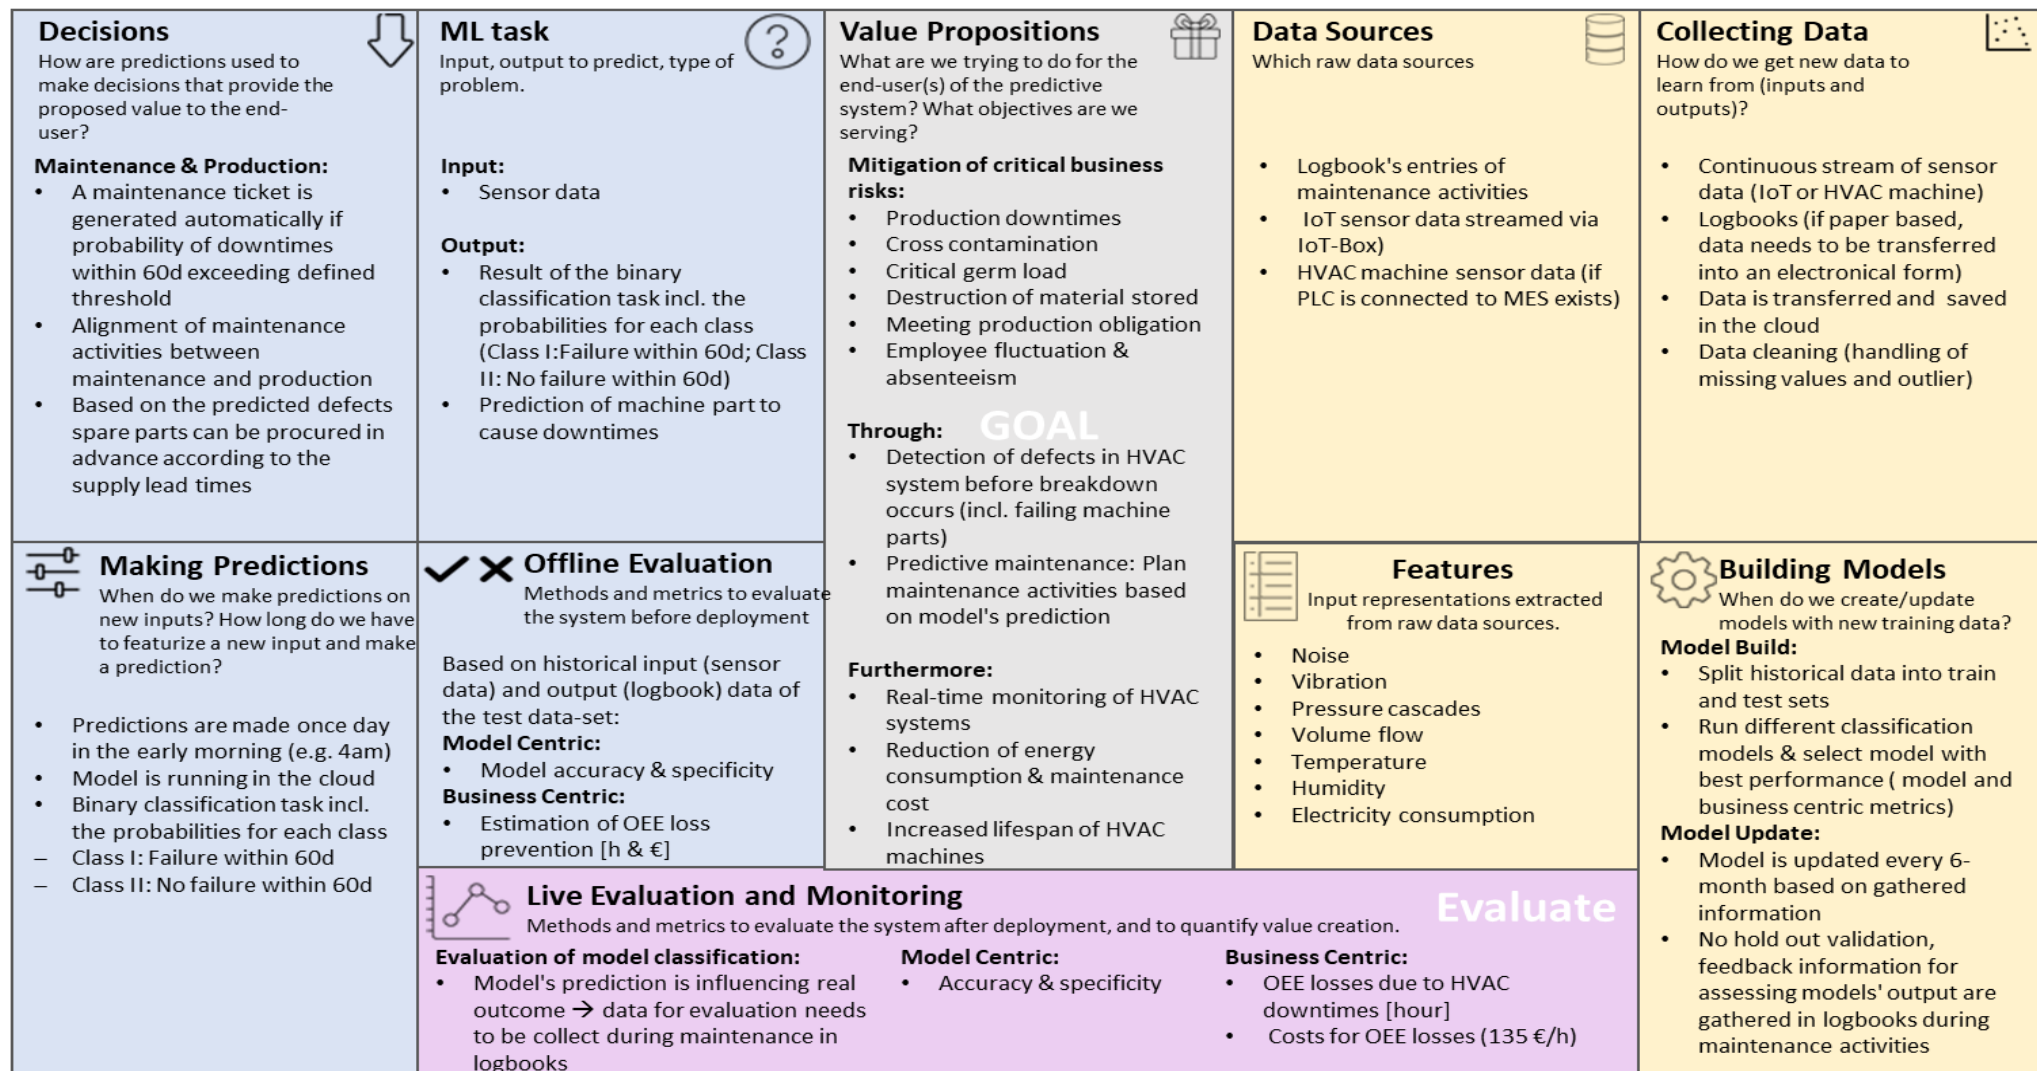 Decisions
How are predictions used to
make decisions that provide the
proposed value to the end-
user?
Maintenance & Production:
• A maintenance ticket is
generated automatically if
probability of downtimes
within 60d exceeding defined
threshold
• Alignment of maintenance
activities between
maintenance and production
• Based on the predicted defects
spare parts can be procured in
advance according to the
supply lead times
ML task
Input, output to predict, type of
problem.
Input:
• Sensor data
Output:
• Result of the binary
classification task incl. the
probabilities for each class
(Class I:Failure within 60d; Class
II: No failure within 60d)
• Prediction of machine part to
cause downtimes
Value Propositions
What are we trying to do for the
end-user(s) of the predictive
system? What objectives are we
serving?
Mitigation of critical business
risks:
• Production downtimes
• Cross contamination
• Critical germ load
• Destruction of material stored
• Meeting production obligation
• Employee fluctuation &
absenteeism
GOAL
Through:
• Detection of defects in HVAC
system before breakdown
occurs (incl. failing machine
parts)
• Predictive maintenance: Plan
maintenance activities based
on model's prediction
Furthermore:
• Real-time monitoring of HVAC
systems
• Reduction of energy
consumption & maintenance
cost
• Increased lifespan of HVAC
machines
Data Sources
Which raw data sources
• Logbook's entries of
maintenance activities
• IoT sensor data streamed via
IoT-Box)
• HVAC machine sensor data (if
PLC is connected to MES exists)
Collecting Data
How do we get new data to
learn from (inputs and
outputs)?
• Continuous stream of sensor
data (IoT or HVAC machine)
• Logbooks (if paper based,
data needs to be transferred
into an electronical form)
• Data is transferred and saved
in the cloud
• Data cleaning (handling of
missing values and outlier)
Making Predictions
When do we make predictions on
new inputs? How long do we have
to featurize a new input and make
a prediction?
• Predictions are made once day
in the early morning (e.g. 4am)
• Model is running in the cloud
• Binary classification task incl.
the probabilities for each class
– Class I: Failure within 60d
– Class II: No failure within 60d
Offline Evaluation
Methods and metrics to evaluate
the system before deployment
Based on historical input (sensor
data) and output (logbook) data of
the test data-set:
Model Centric:
• Model accuracy & specificity
Business Centric:
• Estimation of OEE loss
prevention [h & €]
Features
Input representations extracted
from raw data sources.
• Noise
• Vibration
• Pressure cascades
• Volume flow
• Temperature
• Humidity
• Electricity consumption
Building Models
When do we create/update
models with new training data?
Model Build:
• Split historical data into train
and test sets
• Run different classification
models & select model with
best performance ( model and
business centric metrics)
Model Update:
• Model is updated every 6-
month based on gathered
information
• No hold out validation,
feedback information for
assessing models' output are
gathered in logbooks during
maintenance activities
Live Evaluation and Monitoring
Evaluate
Methods and metrics to evaluate the system after deployment, and to quantify value creation.
Evaluation of model classification:
• Model's prediction is influencing real
outcome → data for evaluation needs
to be collect during maintenance in
logbooks
Model Centric:
• Accuracy & specificity
Business Centric:
• OEE losses due to HVAC
downtimes [hour]
• Costs for OEE losses (135 €/h)